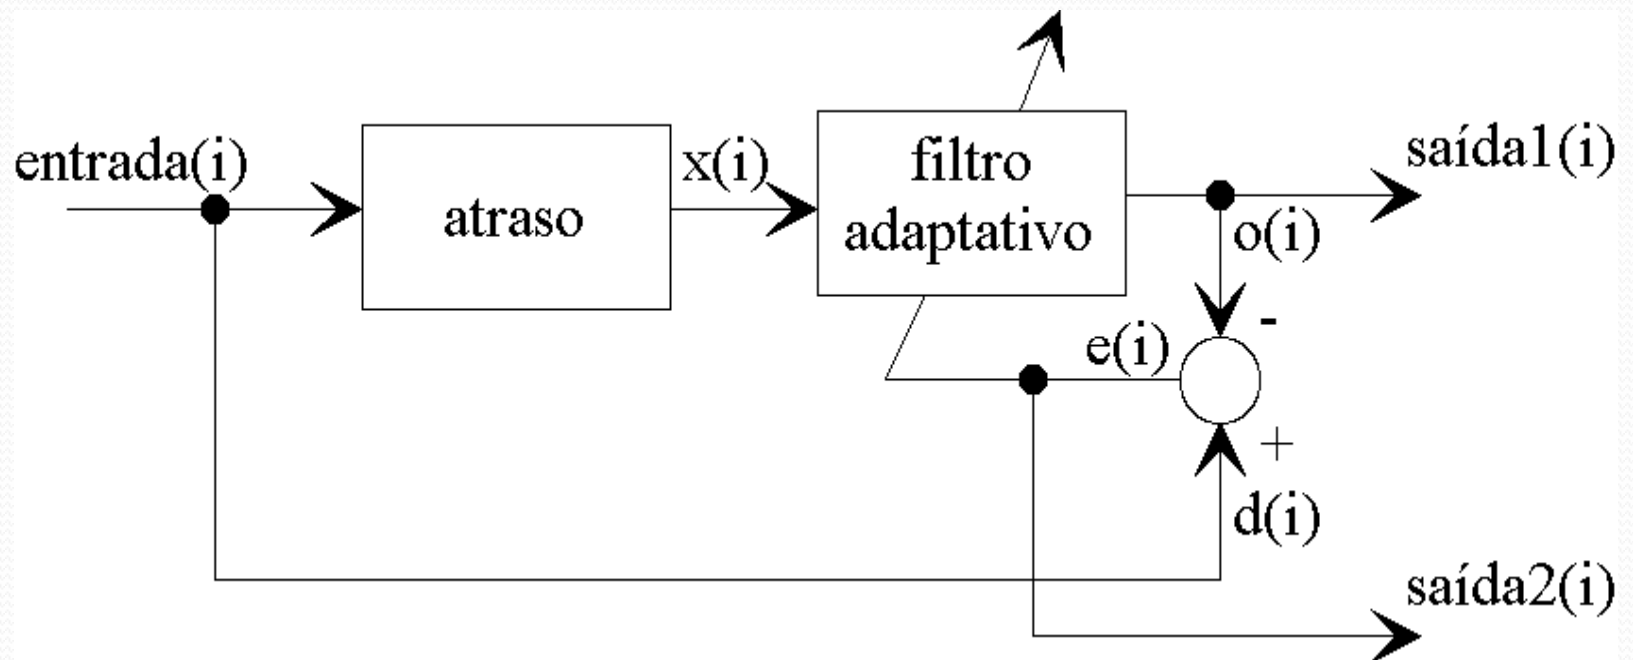 entrada(i)
atraso
x(i)
filtro
adaptativo
saída1(i)
o(i)
-
e(i)
+
d(i)
saída2(i)